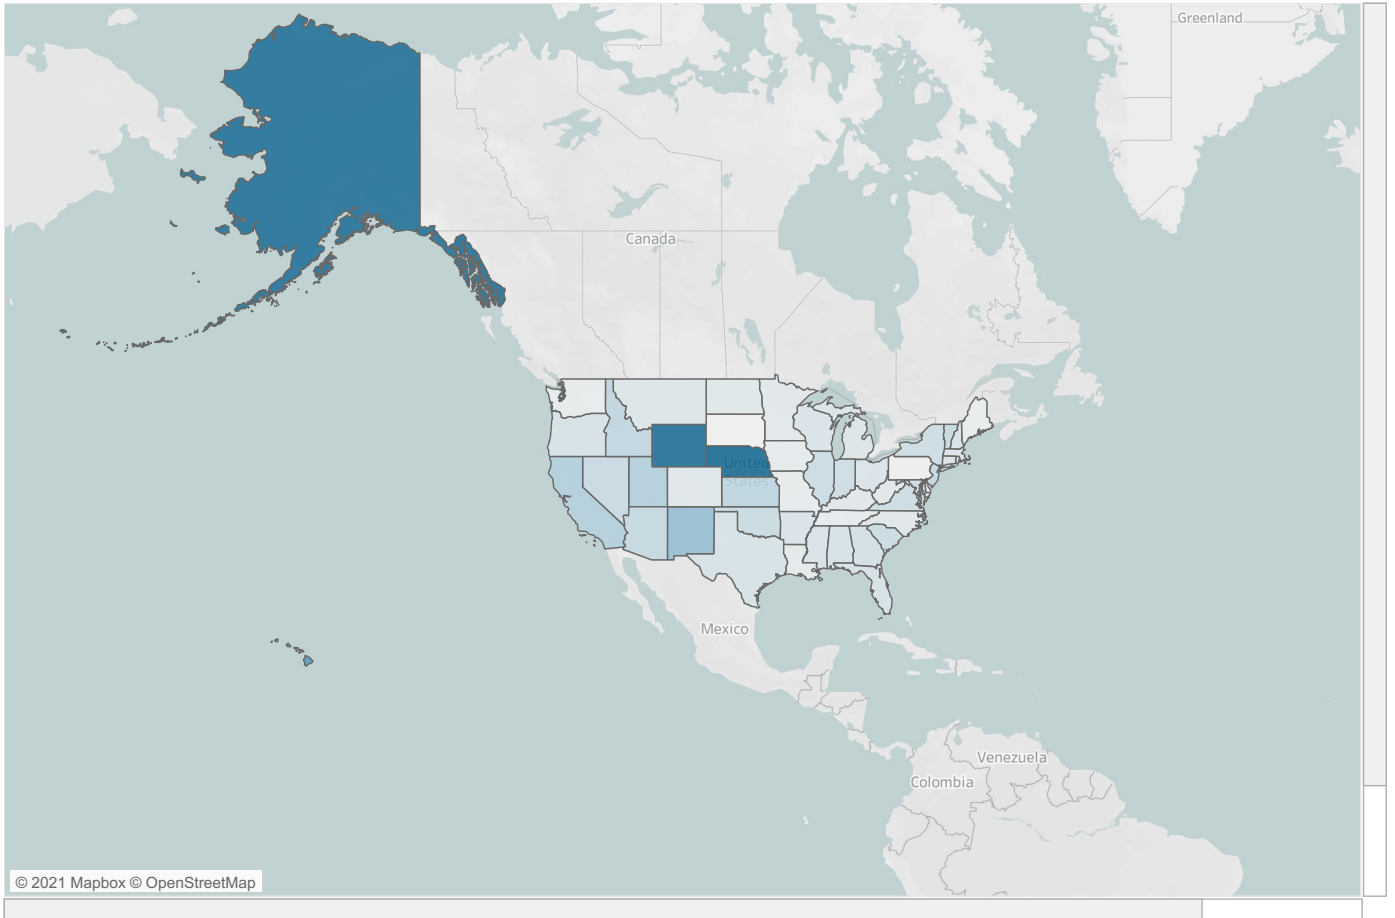 Greenland
Canada
United
States
Mexico
Venezuela
Colombia
© 2021 Mapbox © OpenStreetMap